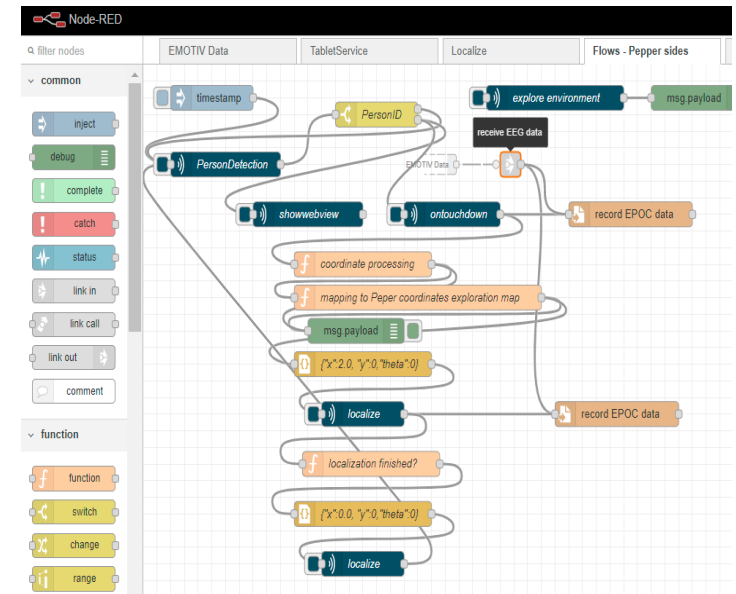 Node-RED
filter nodes
EMOTIV Data
TabletService
Localize
Flows - Pepper sides
common
inject
debug
complete
catch
status
link in
link call
link out
comment
function
function
switch
change
range
timestamp
PersonID
explore environment
msg.payload
receive EEG data
PersonDetection
EMOTIV Data
showwebview
ontouchdown
record EPOC data
coordinate processing
mapping to Peper coordinates exploration map
msg.payload
{"x":2.0, "y":0,"theta":0}
localize
record EPOC data
localization finished?
{"x":0.0, "y":0,"theta":0}
localize